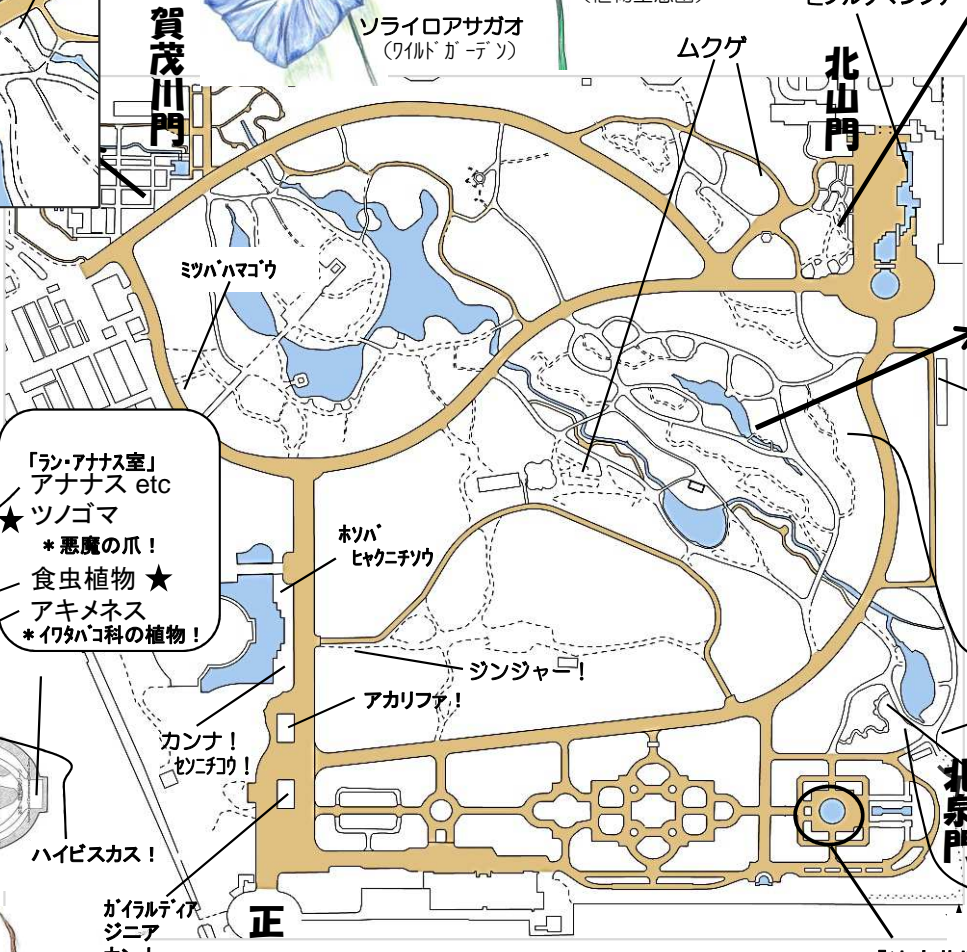 ソライロアサガオ
(ワイルドガーデン)
賀茂川門
ムクゲ
北山門
ミツバハマゴウ
「ラン・アナナス室」
アナナス etc
★ ツノゴマ
*悪魔の爪！
食虫植物 ★
アキメネス
*イワタバコ科の植物！
ホソバ
ヒャクニチソウ
ジンジャー！
アカリファ！
カンナ！
センニチコウ！
ハイビスカス！
ガイラルディア
ジニア
正
北泉門